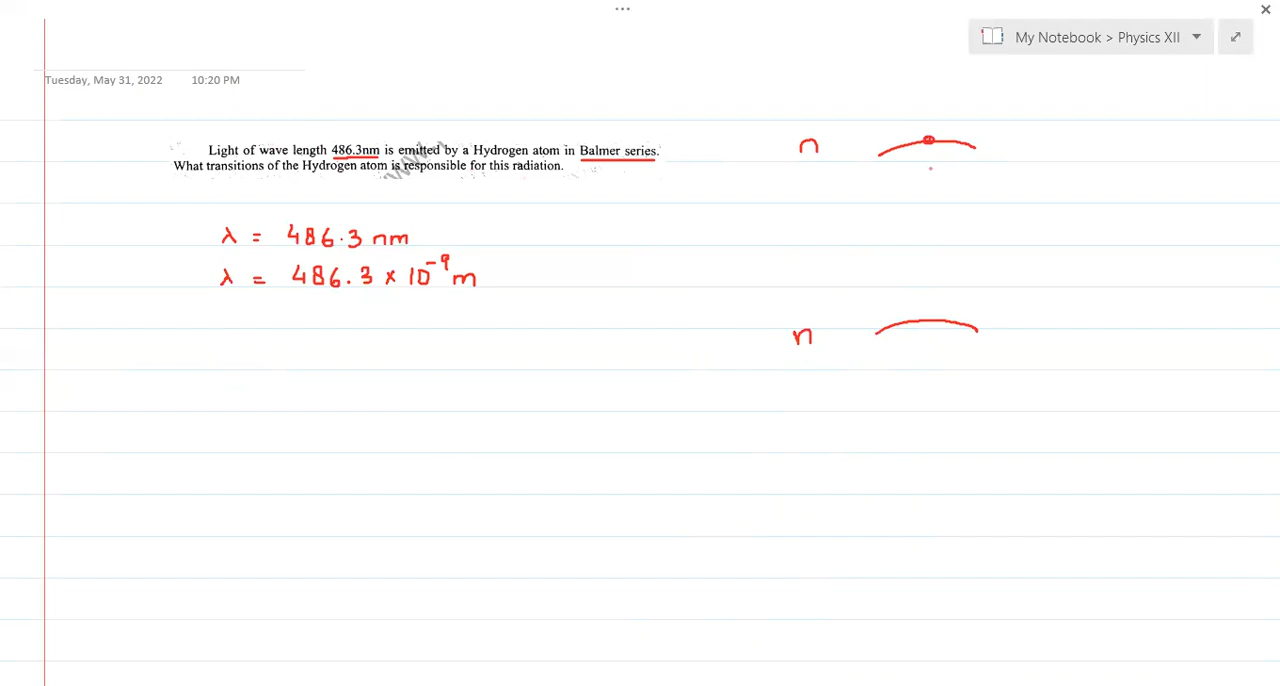 My Notebook > Physics XII
Tuesday, May 31, 2022 10:20 PM
Light of wave length 486.3nm is emitted by a Hydrogen atom in Balmer series.
What transitions of the Hydrogen atom is responsible for this radiation.
n
λ = 486.3 nm
λ = 486.3 × 10⁻⁹ m
n